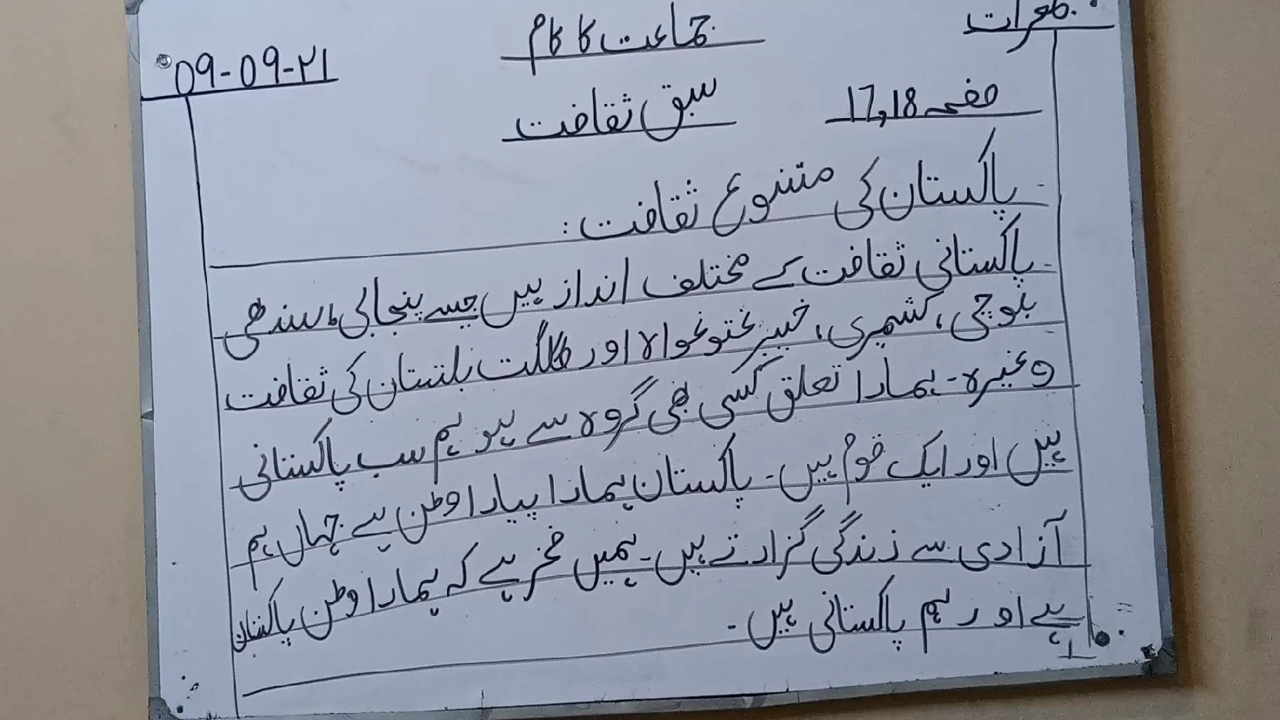 جمعرات
جماعت کا کام
09-09-21
صفحہ 17,18
سبق ثقافت
پاکستان کی متنوع ثقافت:
پاکستانی ثقافت کے مختلف انداز ہیں جیسے پنجابی، سندھی
بلوچی، کشمیری، خیبر پختونخواہ اور گلگت بلتستان کی ثقافت
وغیرہ۔ ہمارا تعلق کسی بھی گروہ سے ہو ہم سب پاکستانی
ہیں اور ایک قوم ہیں۔ پاکستان ہمارا پیارا وطن ہے جہاں ہم
آزادی سے زندگی گزارتے ہیں۔ ہمیں فخر ہے کہ ہمارا وطن پاکستان
ہے اور ہم پاکستانی ہیں۔